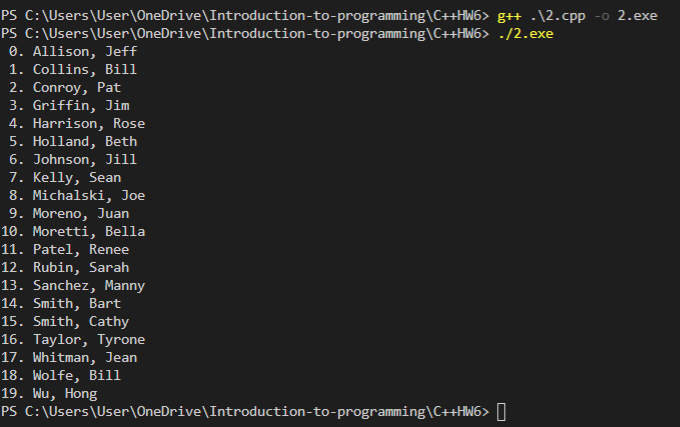 PS C:\Users\User\OneDrive\Introduction-to-programming\C++HW6> g++ .\2.cpp -o 2.exe
PS C:\Users\User\OneDrive\Introduction-to-programming\C++HW6> ./2.exe
 0. Allison, Jeff
 1. Collins, Bill
 2. Conroy, Pat
 3. Griffin, Jim
 4. Harrison, Rose
 5. Holland, Beth
 6. Johnson, Jill
 7. Kelly, Sean
 8. Michalski, Joe
 9. Moreno, Juan
10. Moretti, Bella
11. Patel, Renee
12. Rubin, Sarah
13. Sanchez, Manny
14. Smith, Bart
15. Smith, Cathy
16. Taylor, Tyrone
17. Whitman, Jean
18. Wolfe, Bill
19. Wu, Hong
PS C:\Users\User\OneDrive\Introduction-to-programming\C++HW6>